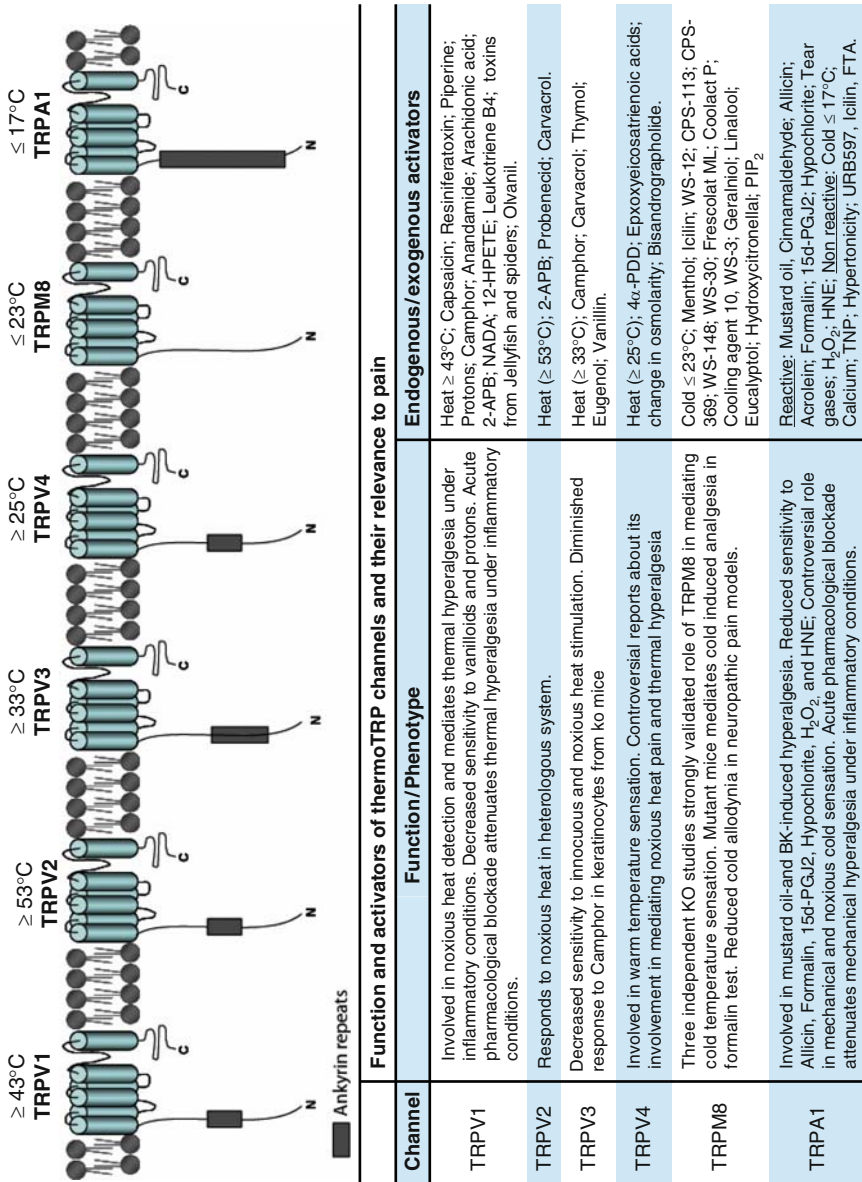 ≥ 43°C
TRPV1
≥ 53°C
TRPV2
≥ 33°C
TRPV3
≥ 25°C
TRPV4
≤ 23°C
TRPM8
≤ 17°C
TRPA1
N
C
N
C
N
C
N
C
N
C
N
C
Ankyrin repeats
Function and activators of thermoTRP channels and their relevance to pain
Channel
Function/Phenotype
Endogenous/exogenous activators
TRPV1
Involved in noxious heat detection and mediates thermal hyperalgesia under
inflammatory conditions. Decreased sensitivity to vanilloids and protons. Acute
pharmacological blockade attenuates thermal hyperalgesia under inflammatory
conditions.
Heat ≥ 43°C; Capsaicin; Resiniferatoxin; Piperine;
Protons; Camphor; Anandamide; Arachidonic acid;
2-APB; NADA; 12-HPETE; Leukotriene B4; toxins
from Jellyfish and spiders; Olvanil.
TRPV2
Responds to noxious heat in heterologous system.
Heat (≥ 53°C); 2-APB; Probenecid; Carvacrol.
TRPV3
Decreased sensitivity to innocuous and noxious heat stimulation. Diminished
response to Camphor in keratinocytes from ko mice
Heat (≥ 33°C); Camphor; Carvacrol; Thymol;
Eugenol; Vanillin.
TRPV4
Involved in warm temperature sensation. Controversial reports about its
involvement in mediating noxious heat pain and thermal hyperalgesia
Heat (≥ 25°C); 4α-PDD; Epxoxyeicosatrienoic acids;
change in osmolarity; Bisandrographolide.
TRPM8
Three independent KO studies strongly validated role of TRPM8 in mediating
cold temperature sensation. Mutant mice mediates cold induced analgesia in
formalin test. Reduced cold allodynia in neuropathic pain models.
Cold ≤ 23°C; Menthol; Icilin; WS-12; CPS-113; CPS-
369; WS-148; WS-30; Frescolat ML; Coolact P;
Cooling agent 10, WS-3; Geralniol; Linalool;
Eucalyptol; Hydroxycitronellal; PIP₂
TRPA1
Involved in mustard oil-and BK-induced hyperalgesia. Reduced sensitivity to
Allicin, Formalin, 15d-PGJ2, Hypochlorite, H₂O₂, and HNE; Controversial role
in mechanical and noxious cold sensation. Acute pharmacological blockade
attenuates mechanical hyperalgesia under inflammatory conditions.
Reactive: Mustard oil, Cinnamaldehyde; Allicin;
Acrolein; Formalin; 15d-PGJ2; Hypochlorite; Tear
gases; H₂O₂; HNE; Non reactive: Cold ≤ 17°C;
Calcium; TNP; Hypertonicity; URB597, Icilin, FTA.